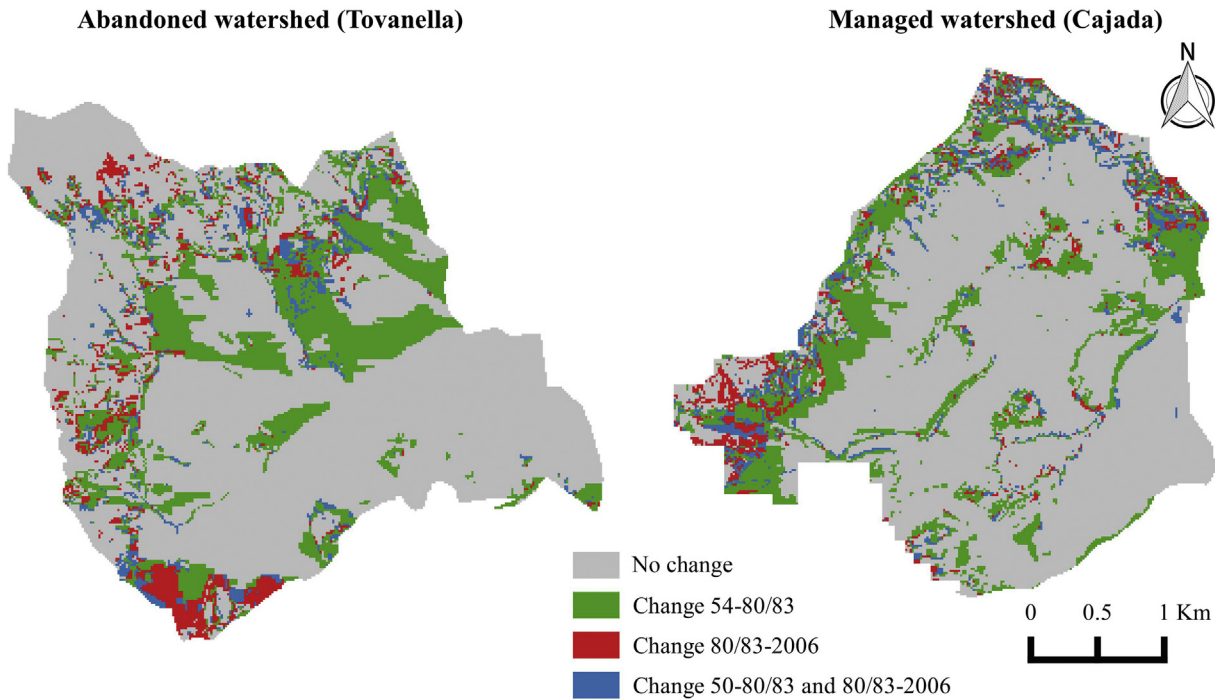 Abandoned watershed (Tovanella)
Managed watershed (Cajada)
N
No change
Change 54-80/83
Change 80/83-2006
Change 50-80/83 and 80/83-2006
0 0.5 1 Km